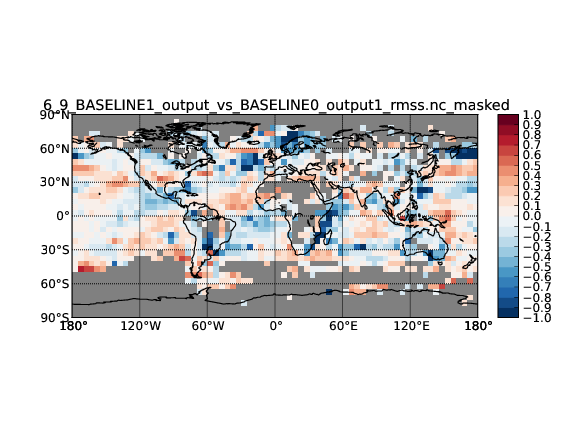 6_9_BASELINE1_output_vs_BASELINE0_output1_rmss.nc_masked
90°N
60°N
30°N
0°
30°S
60°S
90°S
180°
120°W
60°W
0°
60°E
120°E
180°
1.0
0.9
0.8
0.7
0.6
0.5
0.4
0.3
0.2
0.1
0.0
−0.1
−0.2
−0.3
−0.4
−0.5
−0.6
−0.7
−0.8
−0.9
−1.0